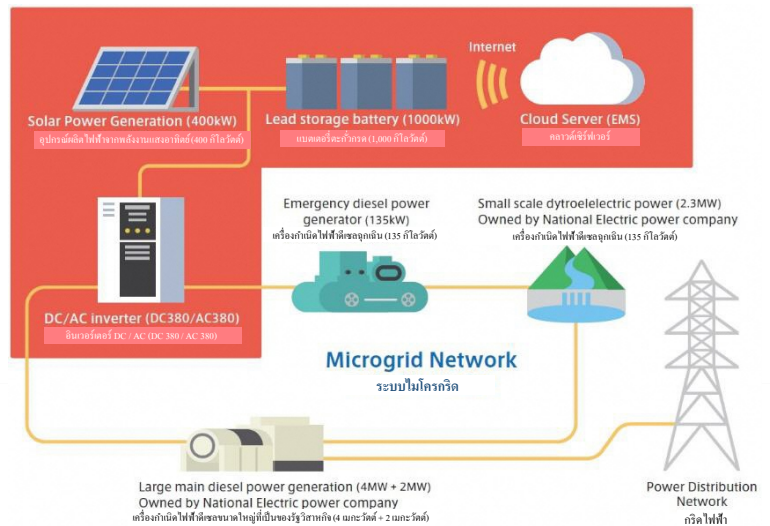 Internet
Solar Power Generation (400kW)
อุปกรณ์ผลิตไฟฟ้าจากพลังงานแสงอาทิตย์ (400 กิโลวัตต์)
Lead storage battery (1000kW)
แบตเตอรี่ตะกั่วกรด (1,000 กิโลวัตต์)
Cloud Server (EMS)
คลาวด์เซิร์ฟเวอร์
Emergency diesel power
generator (135kW)
เครื่องกำเนิดไฟฟ้าดีเซลฉุกเฉิน (135 กิโลวัตต์)
Small scale dytroelelectric power (2.3MW)
Owned by National Electric power company
เครื่องกำเนิดไฟฟ้าดีเซลฉุกเฉิน (135 กิโลวัตต์)
DC/AC inverter (DC380/AC380)
อินเวอร์เตอร์ DC / AC (DC 380 / AC 380)
Microgrid Network
ระบบไมโครกริด
Large main diesel power generation (4MW + 2MW)
Owned by National Electric power company
เครื่องกำเนิดไฟฟ้าดีเซลขนาดใหญ่ที่เป็นของรัฐวิสาหกิจ (4 เมกะวัตต์ + 2 เมกะวัตต์)
Power Distribution
Network
กริดไฟฟ้า